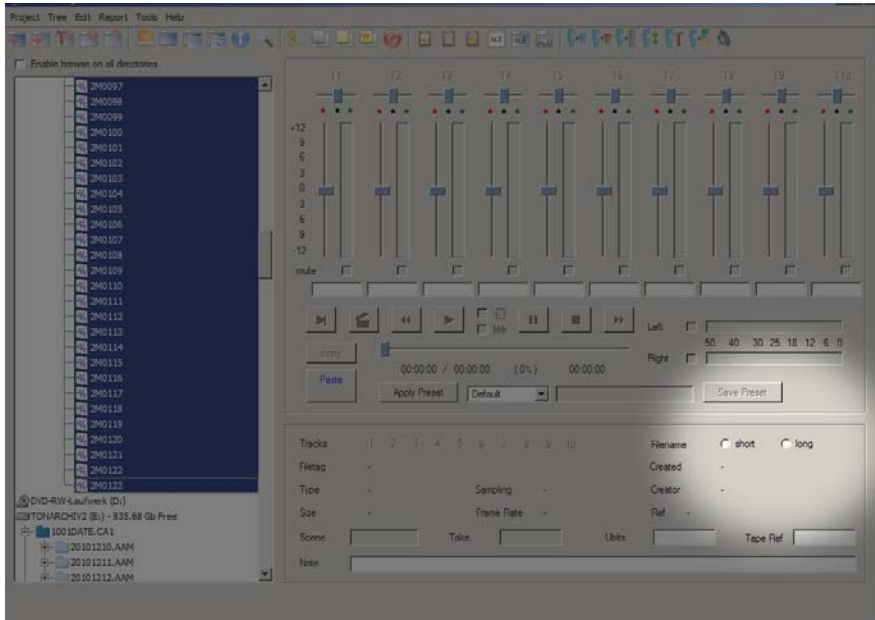 Project Tree Edit Report Tools Help
Enable browse on all directories
2M0097
2M0098
2M0099
2M0100
2M0101
2M0102
2M0103
2M0104
2M0105
2M0106
2M0107
2M0108
2M0109
2M0110
2M0111
2M0112
2M0113
2M0114
2M0115
2M0116
2M0117
2M0118
2M0119
2M0120
2M0121
2M0122
2M0123
DVD-RW-Laufwerk (D:)
TONARCHIV2 (E:) - 835.68 Gb Free
1001DATE.CA1
20101210.AAM
20101211.AAM
20101212.AAM
T1 T2 T3 T4 T5 T6 T7 T8 T9 T10
+12
9
6
3
0
3
6
9
-12
mute
Left
50 40 30 25 18 12 6 0
Right
copy
Paste
00:00:00 / 00:00:00 (0%) 00:00:00
Apply Preset Default Save Preset
Tracks 1 2 3 4 5 6 7 8 9 10 Filename short long
Filetag - Created -
Type - Sampling - Creator -
Size - Frame Rate - Ref -
Scene Take Ubits Tape Ref
Note